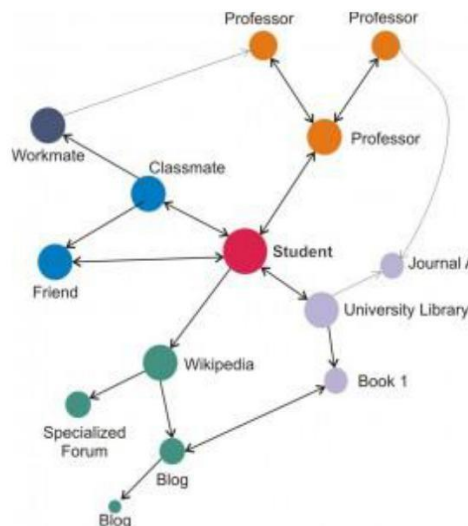 Professor
Professor
Workmate
Professor
Classmate
Student
Friend
Journal A
University Library
Wikipedia
Book 1
Specialized
Forum
Blog
Blog